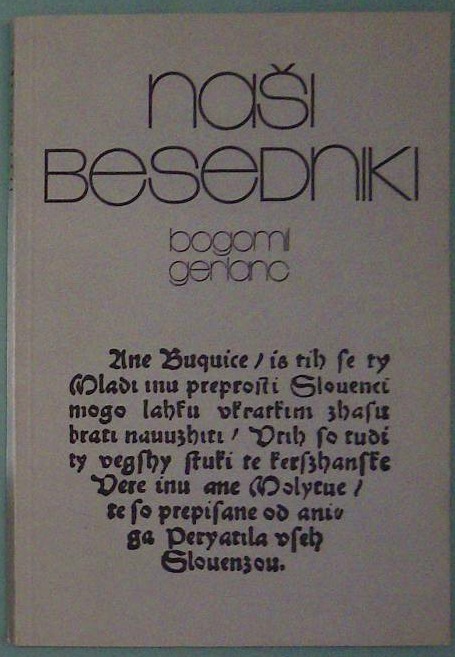 naši
BESEDNIKI
bogomil
gerlanc
Ane Buquice / is tih ſe ty
Mladi inu preproſti Slouenci
mogo lahku vkratkim zhaſu
brati nauuzhiti / Vtih ſo tudi
ty vegſhy ſtuki te kerſzhanſke
Vere inu ane Molytue /
te ſo prepiſane od ani⸗
ga Peryatila vſeh
Slouenzou.